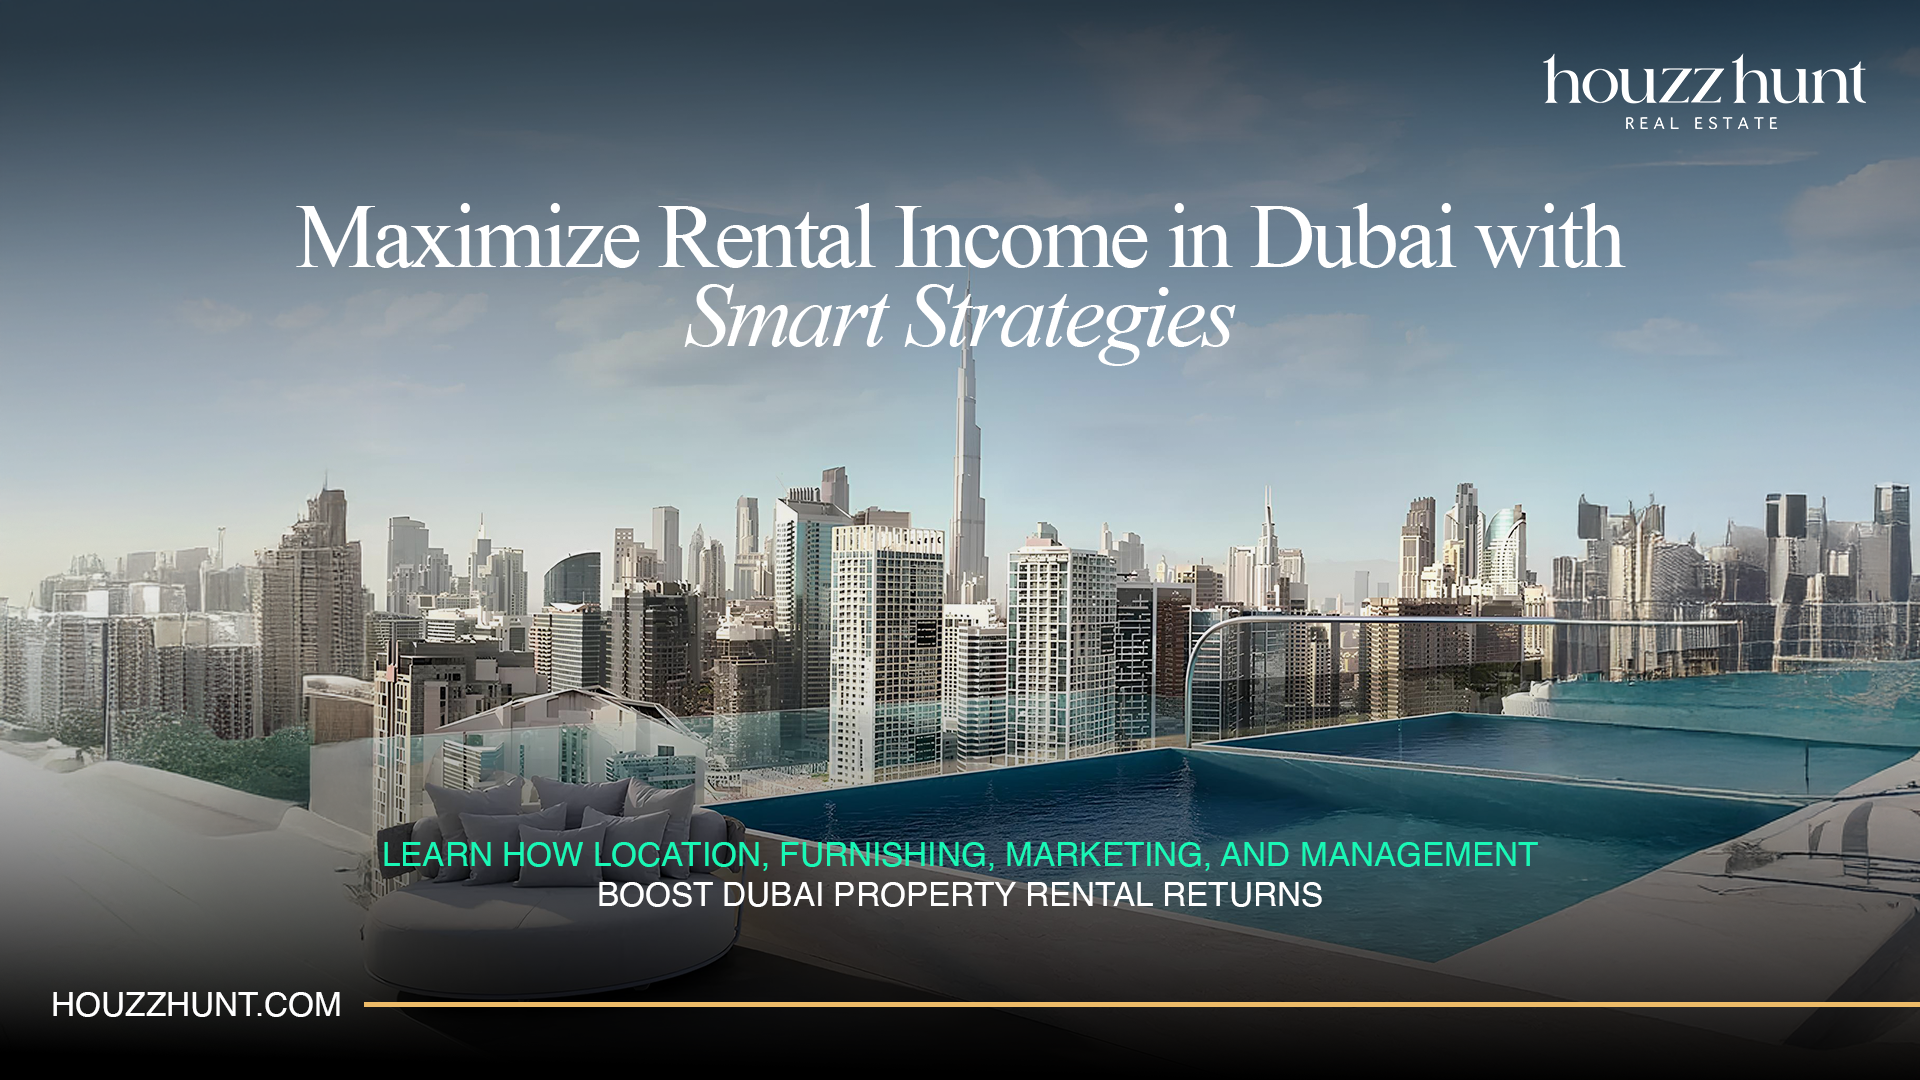 houzz hunt
REAL ESTATE
Maximize Rental Income in Dubai with
Smart Strategies
LEARN HOW LOCATION, FURNISHING, MARKETING, AND MANAGEMENT
BOOST DUBAI PROPERTY RENTAL RETURNS
HOUZZHUNT.COM